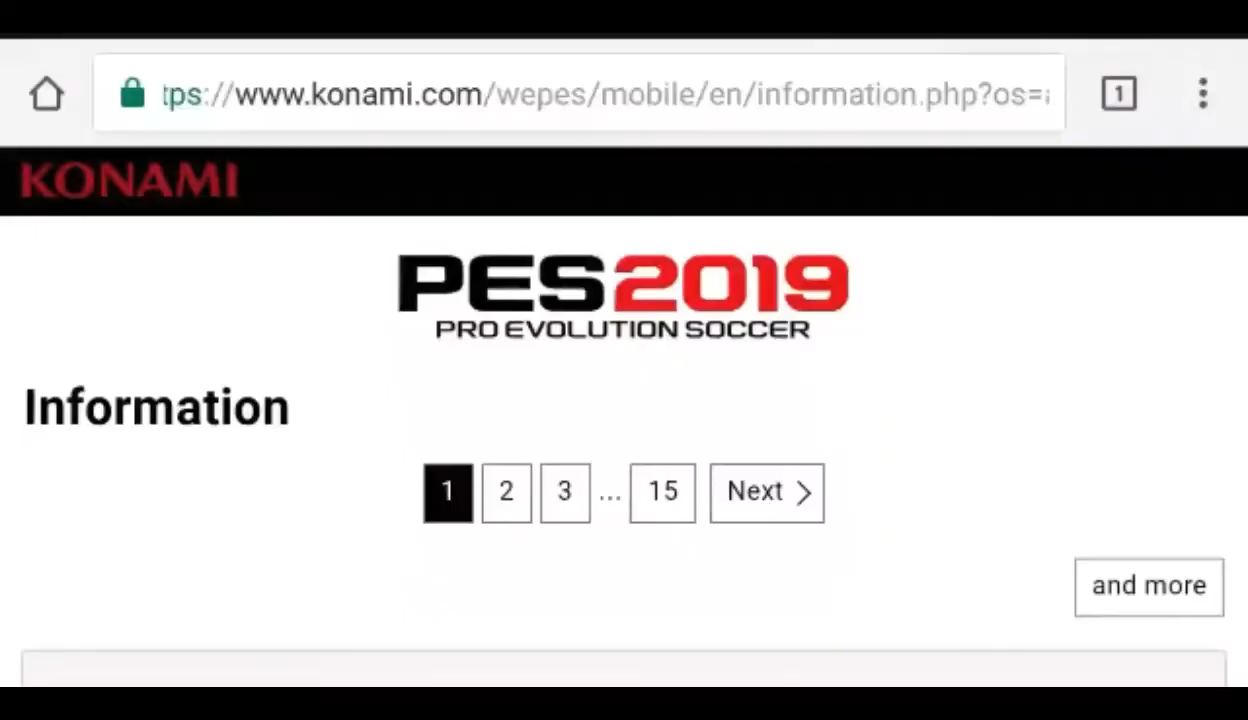 tps://www.konami.com/wepes/mobile/en/information.php?os=
1
KONAMI
PES2019
PRO EVOLUTION SOCCER
Information
1 2 3 ... 15 Next >
and more